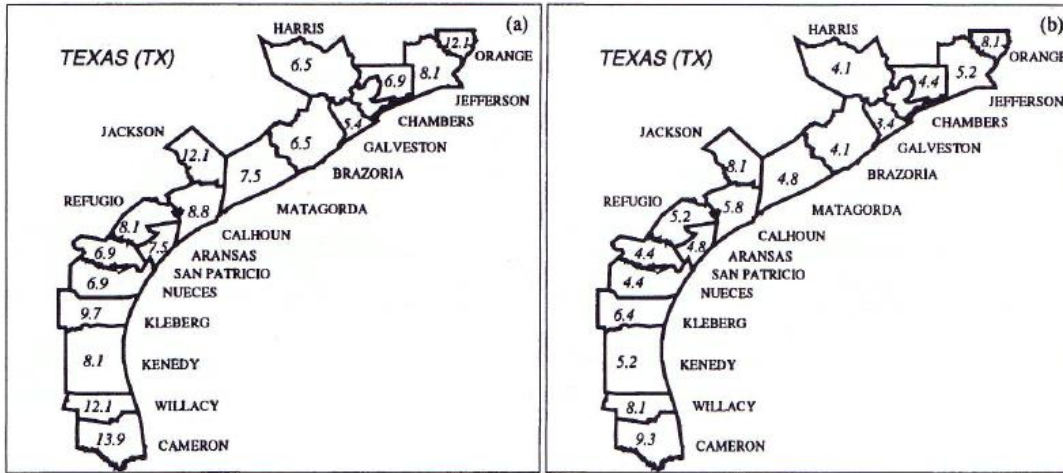 (a)
HARRIS
TEXAS (TX)
12.1
ORANGE
6.5
6.9
8.1
JEFFERSON
CHAMBERS
5.4
GALVESTON
JACKSON
12.1
6.5
BRAZORIA
7.5
MATAGORDA
REFUGIO
8.8
8.1
CALHOUN
7.5
ARANSAS
6.9
SAN PATRICIO
6.9
NUECES
9.7
KLEBERG
8.1
KENEDY
12.1
WILLACY
13.9
CAMERON
(b)
HARRIS
TEXAS (TX)
8.1
ORANGE
4.1
4.4
5.2
JEFFERSON
CHAMBERS
3.4
GALVESTON
JACKSON
8.1
4.1
BRAZORIA
4.8
MATAGORDA
REFUGIO
5.8
5.2
CALHOUN
4.8
ARANSAS
4.4
SAN PATRICIO
4.4
NUECES
6.4
KLEBERG
5.2
KENEDY
8.1
WILLACY
9.3
CAMERON